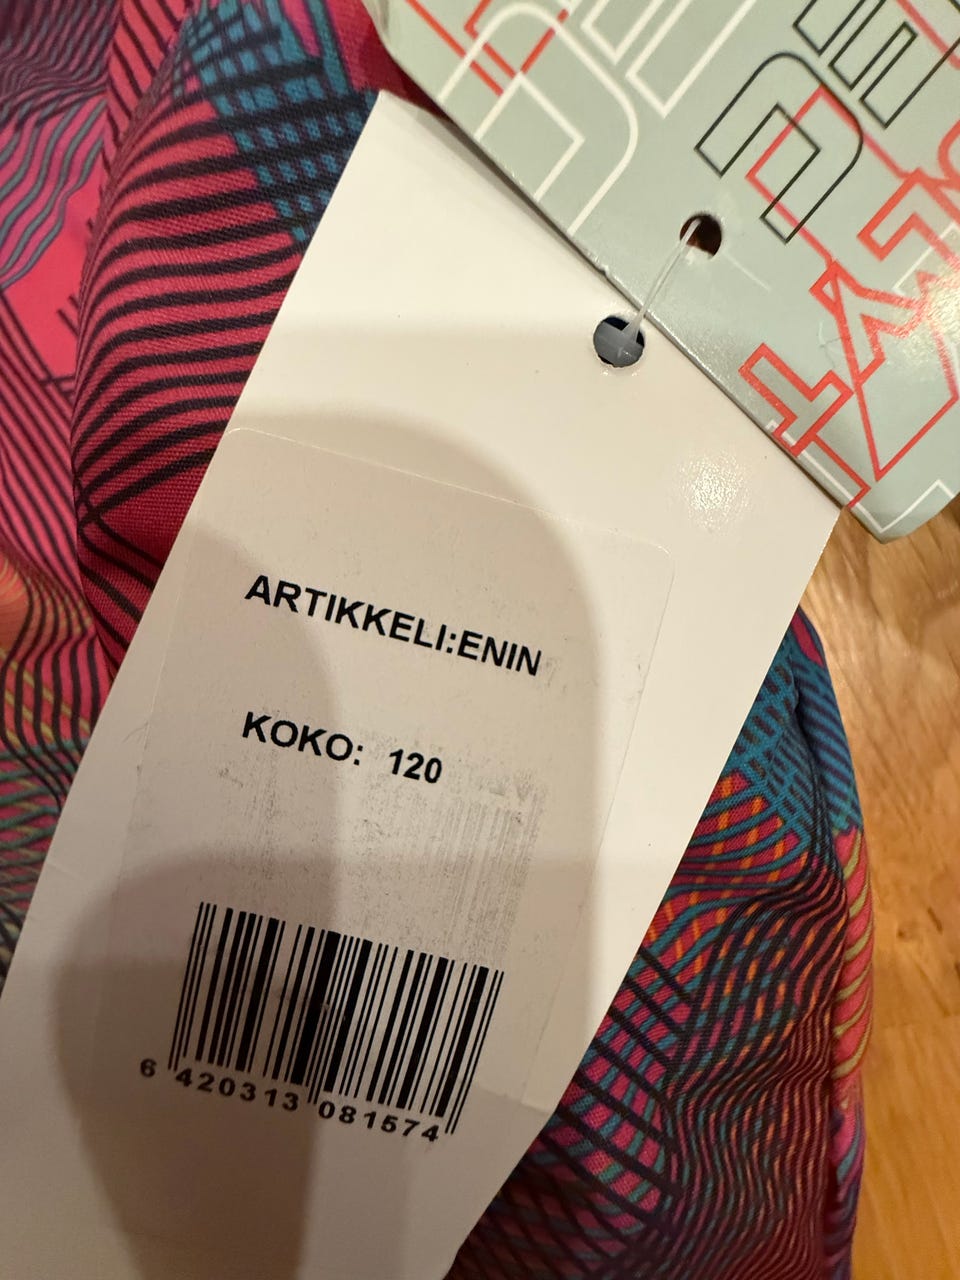 ARTIKKELI:ENIN
KOKO: 120
6 420313 081574